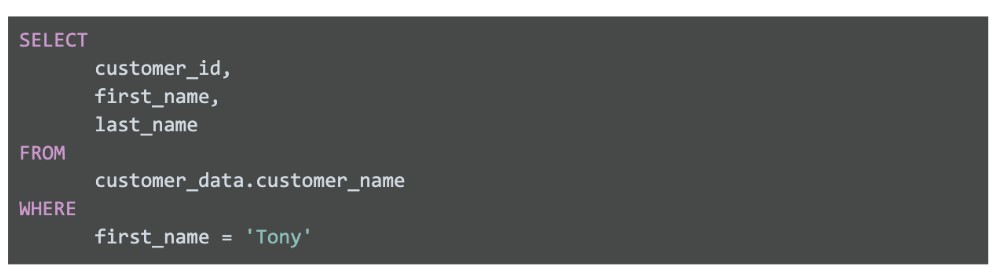 SELECT
customer_id,
first_name,
last_name
FROM
customer_data.customer_name
WHERE
first_name = 'Tony'